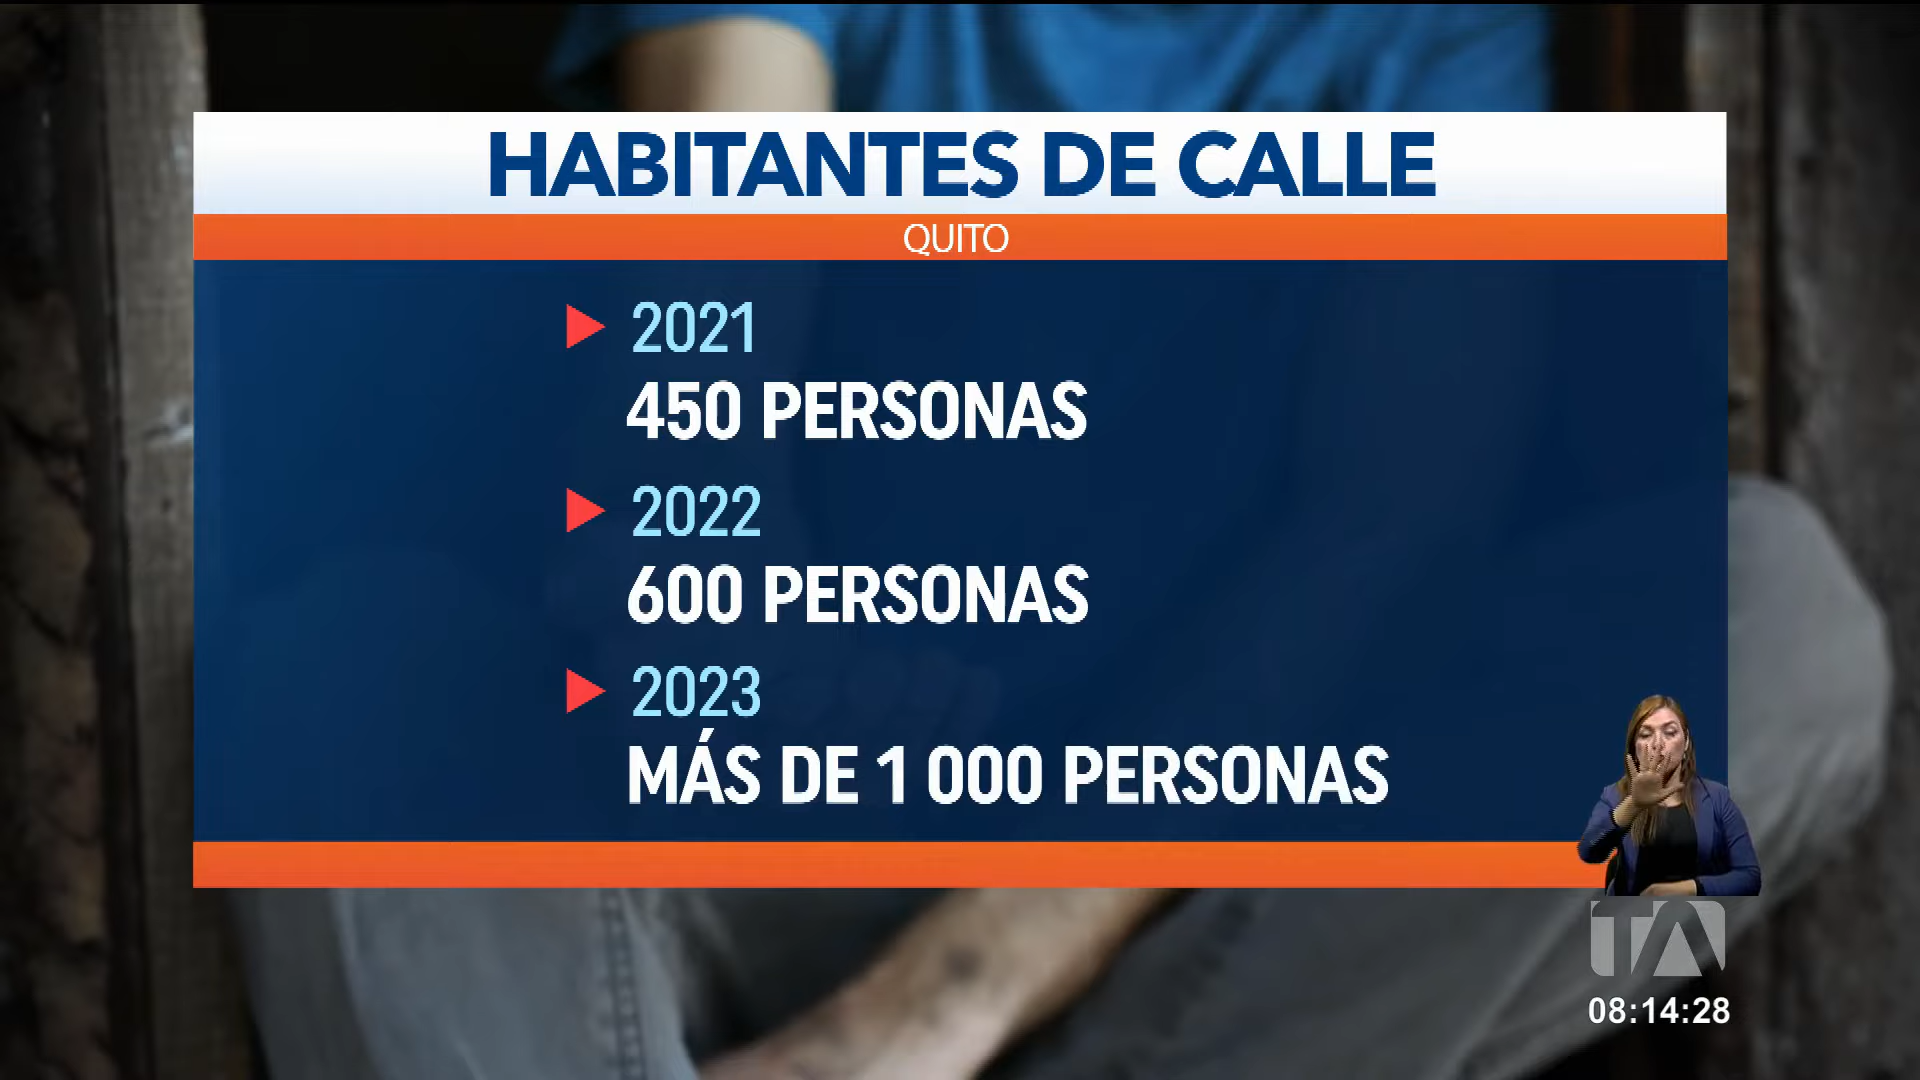 HABITANTES DE CALLE
QUITO
2021
450 PERSONAS
2022
600 PERSONAS
2023
MÁS DE 1 000 PERSONAS
TA
08:14:28